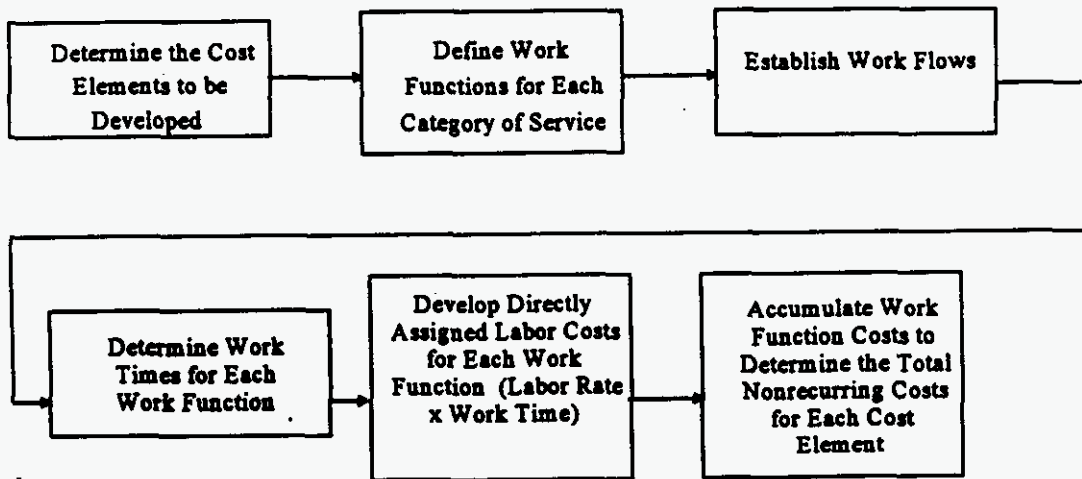 Determine the Cost
Elements to be
Developed
Define Work
Functions for Each
Category of Service
Establish Work Flows
Determine Work
Times for Each
Work Function
Develop Directly
Assigned Labor Costs
for Each Work
Function (Labor Rate
x Work Time)
Accumulate Work
Function Costs to
Determine the Total
Nonrecurring Costs
for Each Cost
Element